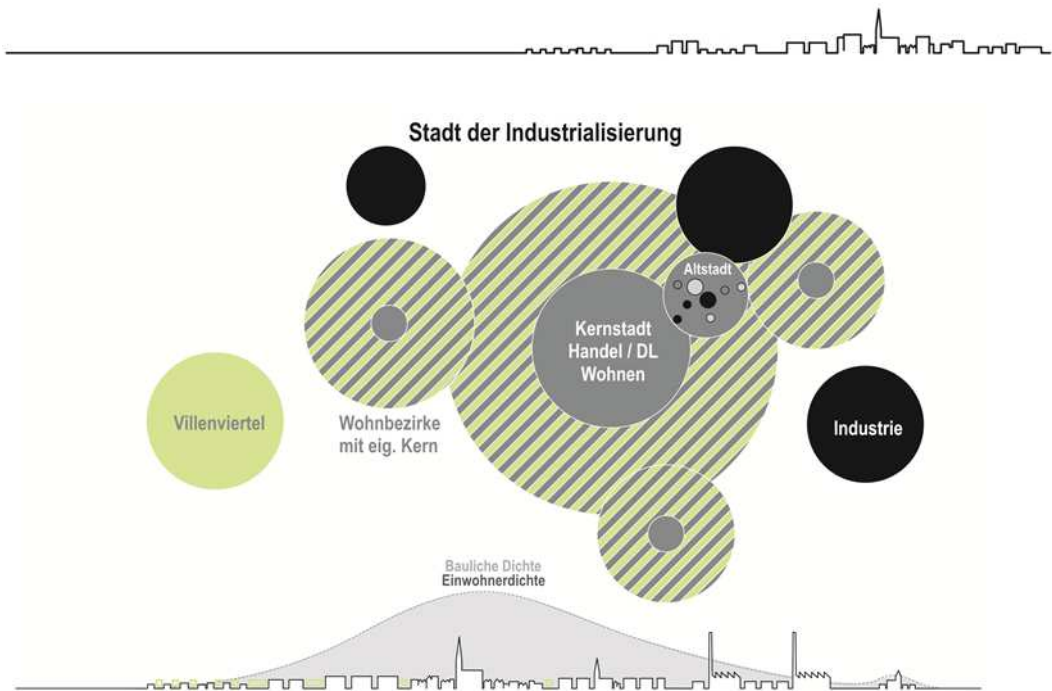 Stadt der Industrialisierung
Altstadt
Kernstadt
Handel / DL
Wohnen
Villenviertel
Wohnbezirke
mit eig. Kern
Industrie
Bauliche Dichte
Einwohnerdichte